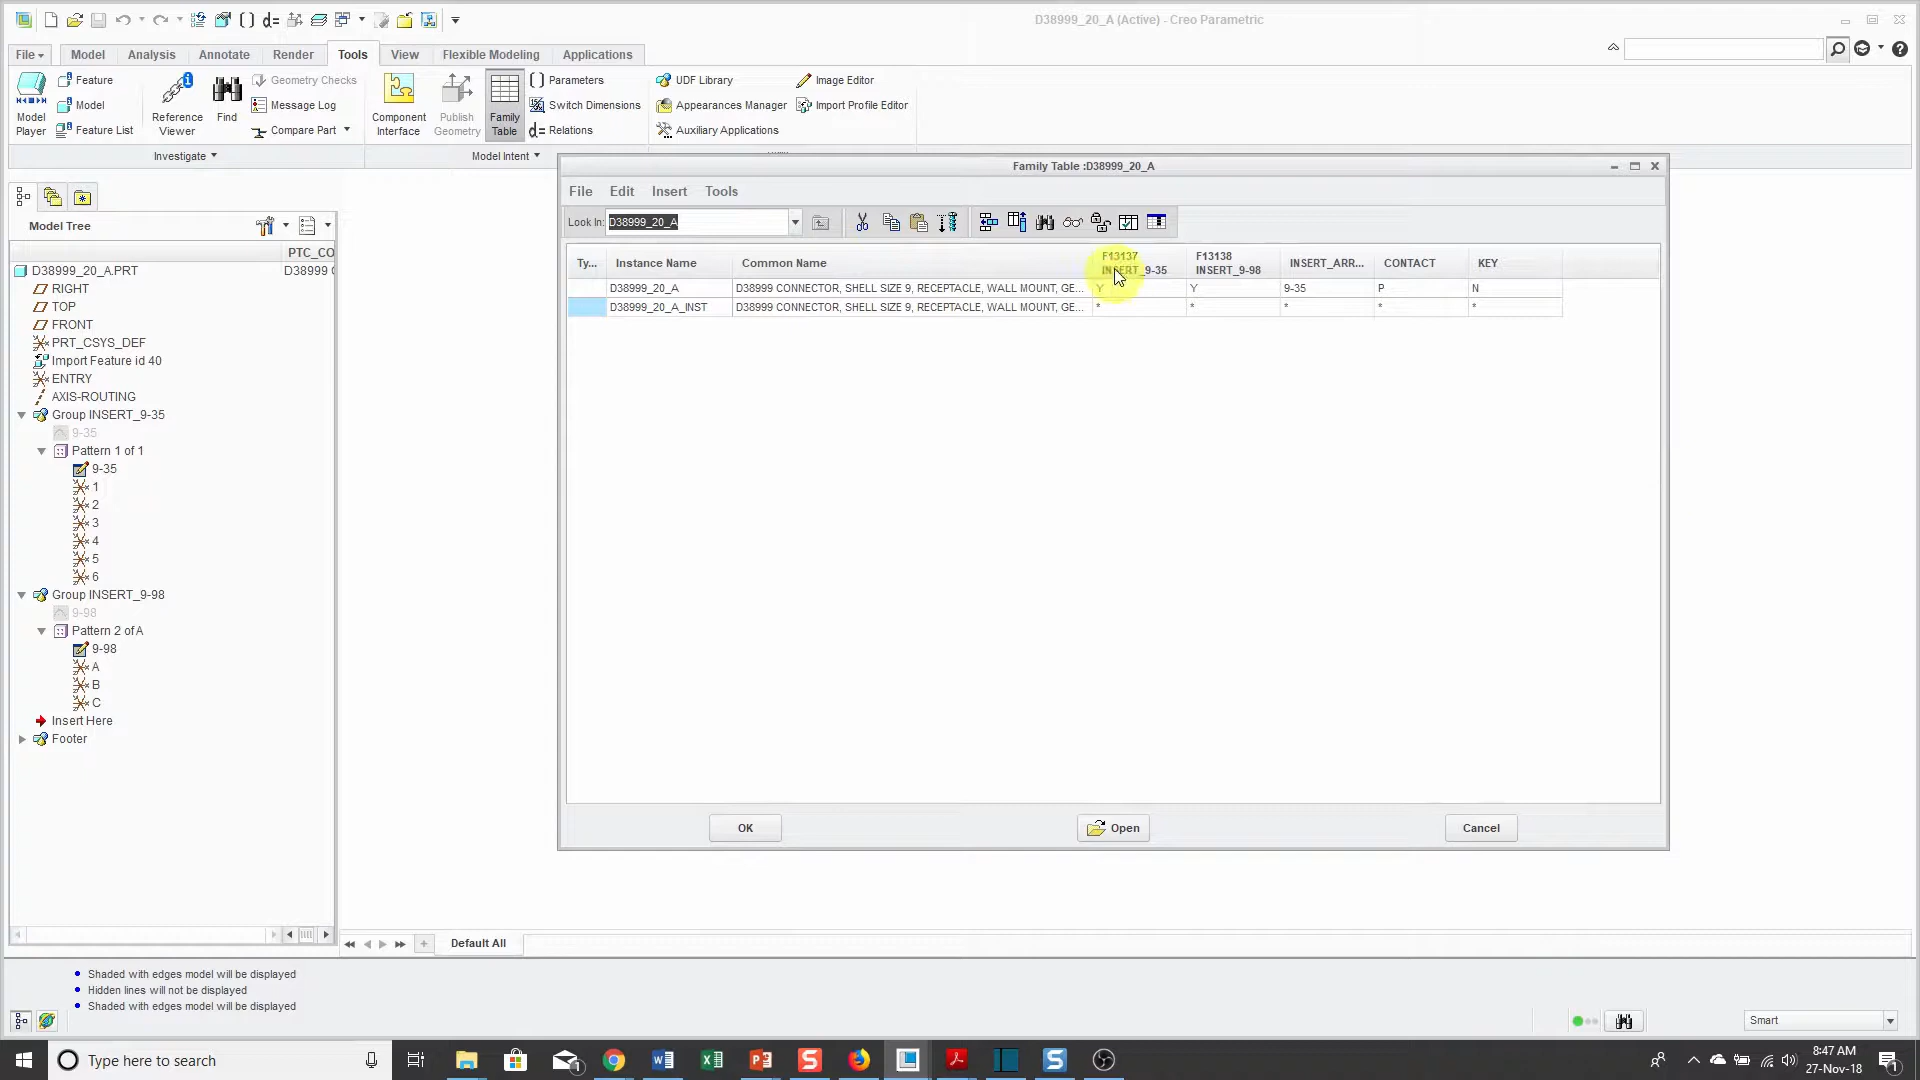 D38999_20_A (Active) - Creo Parametric
File Model Analysis Annotate Render Tools View Flexible Modeling Applications
Model Player
Feature
Model
Feature List
Reference Viewer
Find
Geometry Checks
Message Log
Compare Part
Component Interface
Publish Geometry
Family Table
Parameters
Switch Dimensions
d= Relations
UDF Library
Appearances Manager
Auxiliary Applications
Image Editor
Import Profile Editor
Investigate
Model Intent
Family Table :D38999_20_A
File Edit Insert Tools
Look In: D38999_20_A
Ty... Instance Name Common Name F13137 INSERT_9-35 F13138 INSERT_9-98 INSERT_ARR... CONTACT KEY
D38999_20_A D38999 CONNECTOR, SHELL SIZE 9, RECEPTACLE, WALL MOUNT, GE... Y Y 9-35 P N
D38999_20_A_INST D38999 CONNECTOR, SHELL SIZE 9, RECEPTACLE, WALL MOUNT, GE... * * * * *
OK Open Cancel
Model Tree
PTC_CO
D38999_20_A.PRT D38999 C
RIGHT
TOP
FRONT
PRT_CSYS_DEF
Import Feature id 40
ENTRY
AXIS-ROUTING
Group INSERT_9-35
9-35
Pattern 1 of 1
9-35
1
2
3
4
5
6
Group INSERT_9-98
9-98
Pattern 2 of A
9-98
A
B
C
Insert Here
Footer
Default All
Shaded with edges model will be displayed
Hidden lines will not be displayed
Shaded with edges model will be displayed
Smart
Type here to search
8:47 AM
27-Nov-18